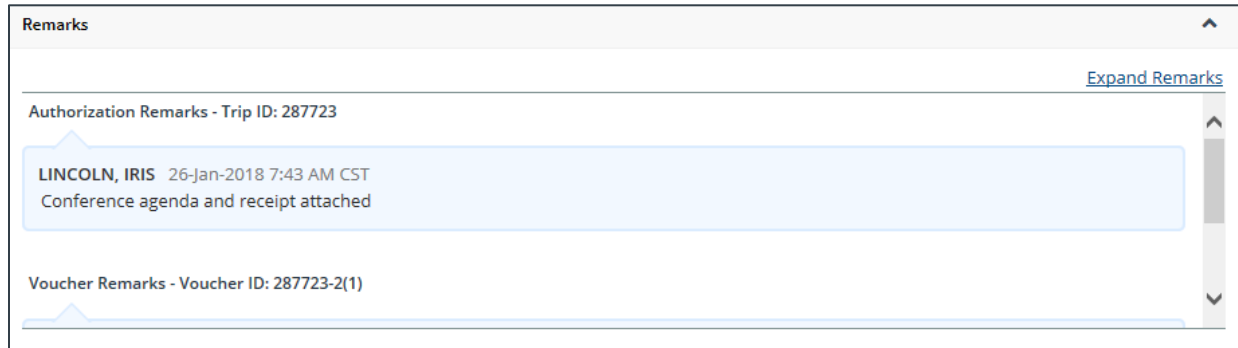 Remarks
Expand Remarks
Authorization Remarks - Trip ID: 287723
LINCOLN, IRIS 26-Jan-2018 7:43 AM CST
Conference agenda and receipt attached
Voucher Remarks - Voucher ID: 287723-2(1)